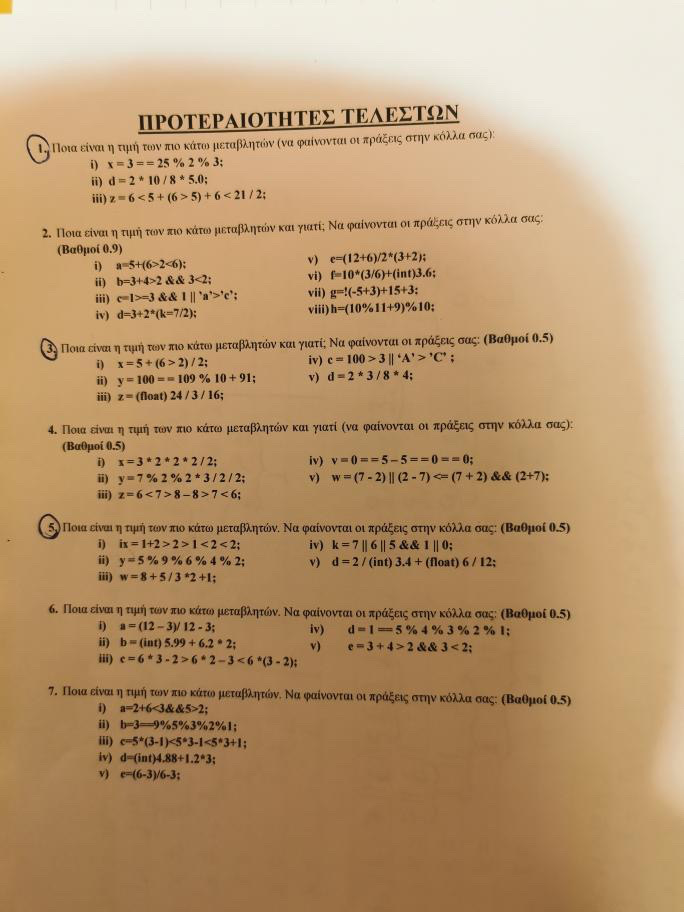 ΠΡΟΤΕΡΑΙΟΤΗΤΕΣ ΤΕΛΕΣΤΩΝ
1. Ποια είναι η τιμή των πιο κάτω μεταβλητών (να φαίνονται οι πράξεις στην κόλλα σας):
i) x = 3 = = 25 % 2 % 3;
ii) d = 2 * 10 / 8 * 5.0;
iii) z = 6 < 5 + (6 > 5) + 6 < 21 / 2;
2. Ποια είναι η τιμή των πιο κάτω μεταβλητών και γιατί; Να φαίνονται οι πράξεις στην κόλλα σας:
(Βαθμοί 0.9)
i) a=5+(6>2<6);
ii) b=3+4>2 && 3<2;
iii) c=1>=3 && 1 || 'a'>'c';
iv) d=3+2*(k=7/2);
v) e=(12+6)/2*(3+2);
vi) f=10*(3/6)+(int)3.6;
vii) g=!(-5+3)+15+3:
viii) h=(10%11+9)%10;
3. Ποια είναι η τιμή των πιο κάτω μεταβλητών και γιατί; Να φαίνονται οι πράξεις στην κόλλα σας: (Βαθμοί 0.5)
i) x = 5 + (6 > 2) / 2;
ii) y = 100 = = 109 % 10 + 91;
iii) z = (float) 24 / 3 / 16;
iv) c = 100 > 3 || ‘A’ > ’C’ ;
v) d = 2 * 3 / 8 * 4;
4. Ποια είναι η τιμή των πιο κάτω μεταβλητών και γιατί (να φαίνονται οι πράξεις στην κόλλα σας):
(Βαθμοί 0.5)
i) x = 3 * 2 * 2 * 2 / 2;
ii) y = 7 % 2 % 2 * 3 / 2 / 2;
iii) z = 6 < 7 > 8 – 8 > 7 < 6;
iv) v = 0 = = 5 – 5 = = 0 = = 0;
v) w = (7 - 2) || (2 - 7) <= (7 + 2) && (2+7);
5. Ποια είναι η τιμή των πιο κάτω μεταβλητών. Να φαίνονται οι πράξεις στην κόλλα σας: (Βαθμοί 0.5)
i) ix = 1+2 > 2 > 1 < 2 < 2;
ii) y = 5 % 9 % 6 % 4 % 2;
iii) w = 8 + 5 / 3 *2 +1;
iv) k = 7 || 6 || 5 && 1 || 0;
v) d = 2 / (int) 3.4 + (float) 6 / 12;
6. Ποια είναι η τιμή των πιο κάτω μεταβλητών. Να φαίνονται οι πράξεις στην κόλλα σας: (Βαθμοί 0.5)
i) a = (12 – 3)/ 12 - 3;
ii) b = (int) 5.99 + 6.2 * 2;
iii) c = 6 * 3 - 2 > 6 * 2 – 3 < 6 *(3 - 2);
iv) d = 1 == 5 % 4 % 3 % 2 % 1;
v) e = 3 + 4 > 2 && 3 < 2;
7. Ποια είναι η τιμή των πιο κάτω μεταβλητών. Να φαίνονται οι πράξεις στην κόλλα σας: (Βαθμοί 0.5)
i) a=2+6<3&&5>2;
ii) b=3==9%5%3%2%1;
iii) c=5*(3-1)<5*3-1<5*3+1;
iv) d=(int)4.88+1.2*3;
v) e=(6-3)/6-3;